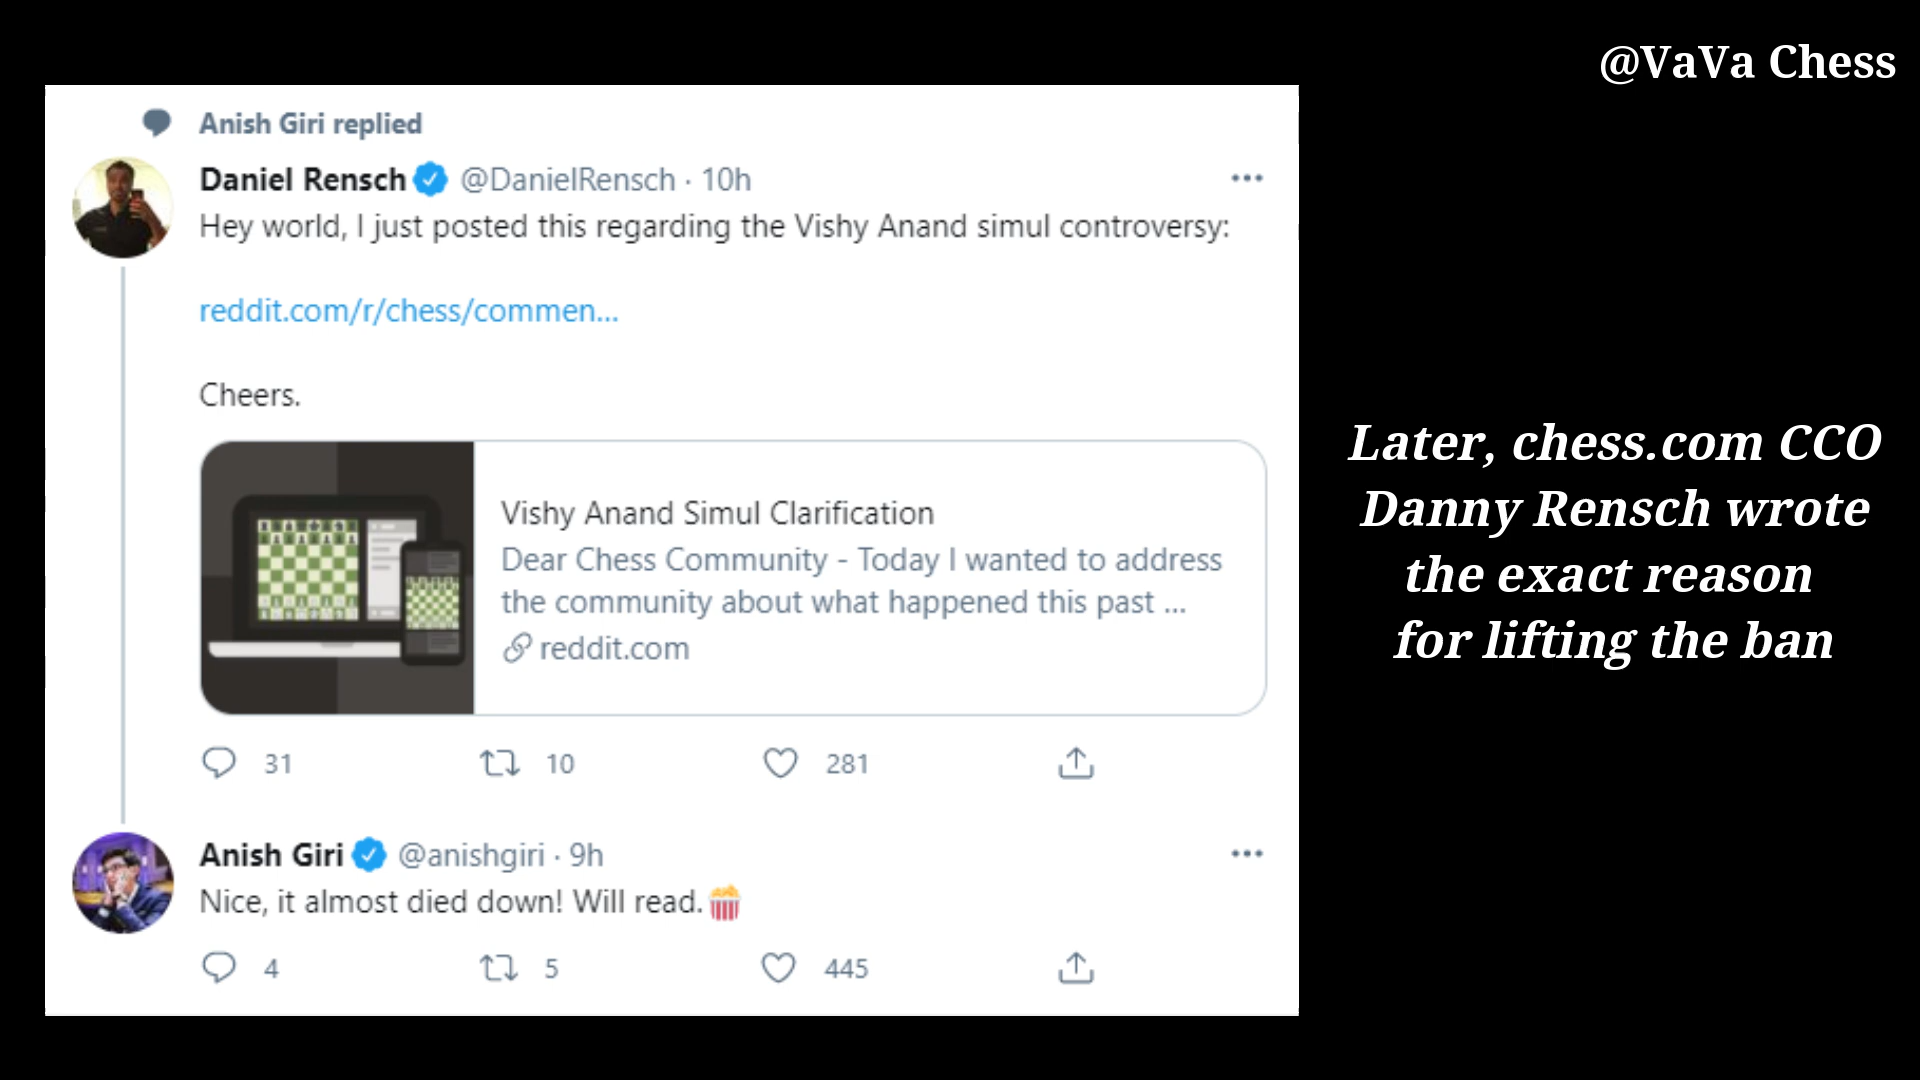 @VaVa Chess
Anish Giri replied
Daniel Rensch @DanielRensch · 10h
Hey world, I just posted this regarding the Vishy Anand simul controversy:
reddit.com/r/chess/commen...
Cheers.
Vishy Anand Simul Clarification
Dear Chess Community - Today I wanted to address
the community about what happened this past ...
reddit.com
31 10 281
Anish Giri @anishgiri · 9h
Nice, it almost died down! Will read.🍿
4 5 445
Later, chess.com CCO
Danny Rensch wrote
the exact reason
for lifting the ban